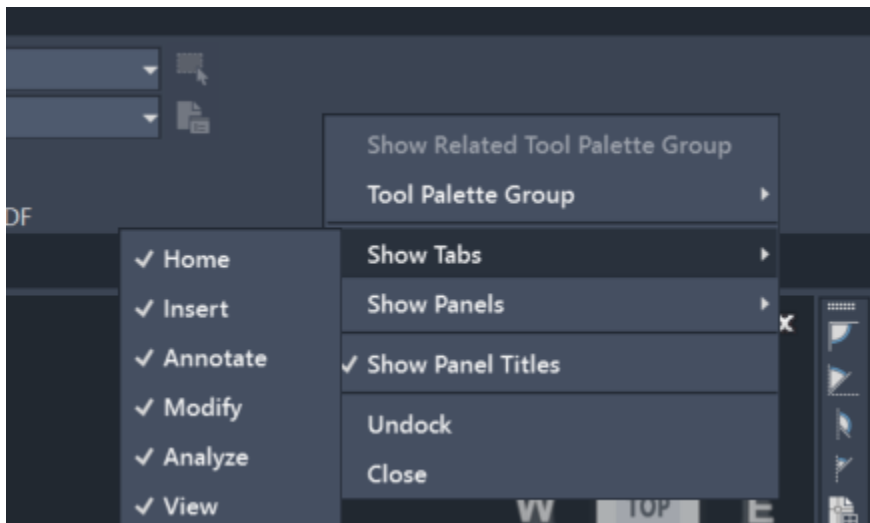 Show Related Tool Palette Group
Tool Palette Group
DF
Show Tabs
Show Panels
Show Panel Titles
Undock
Close
Home
Insert
Annotate
Modify
Analyze
View
W
TOP
E